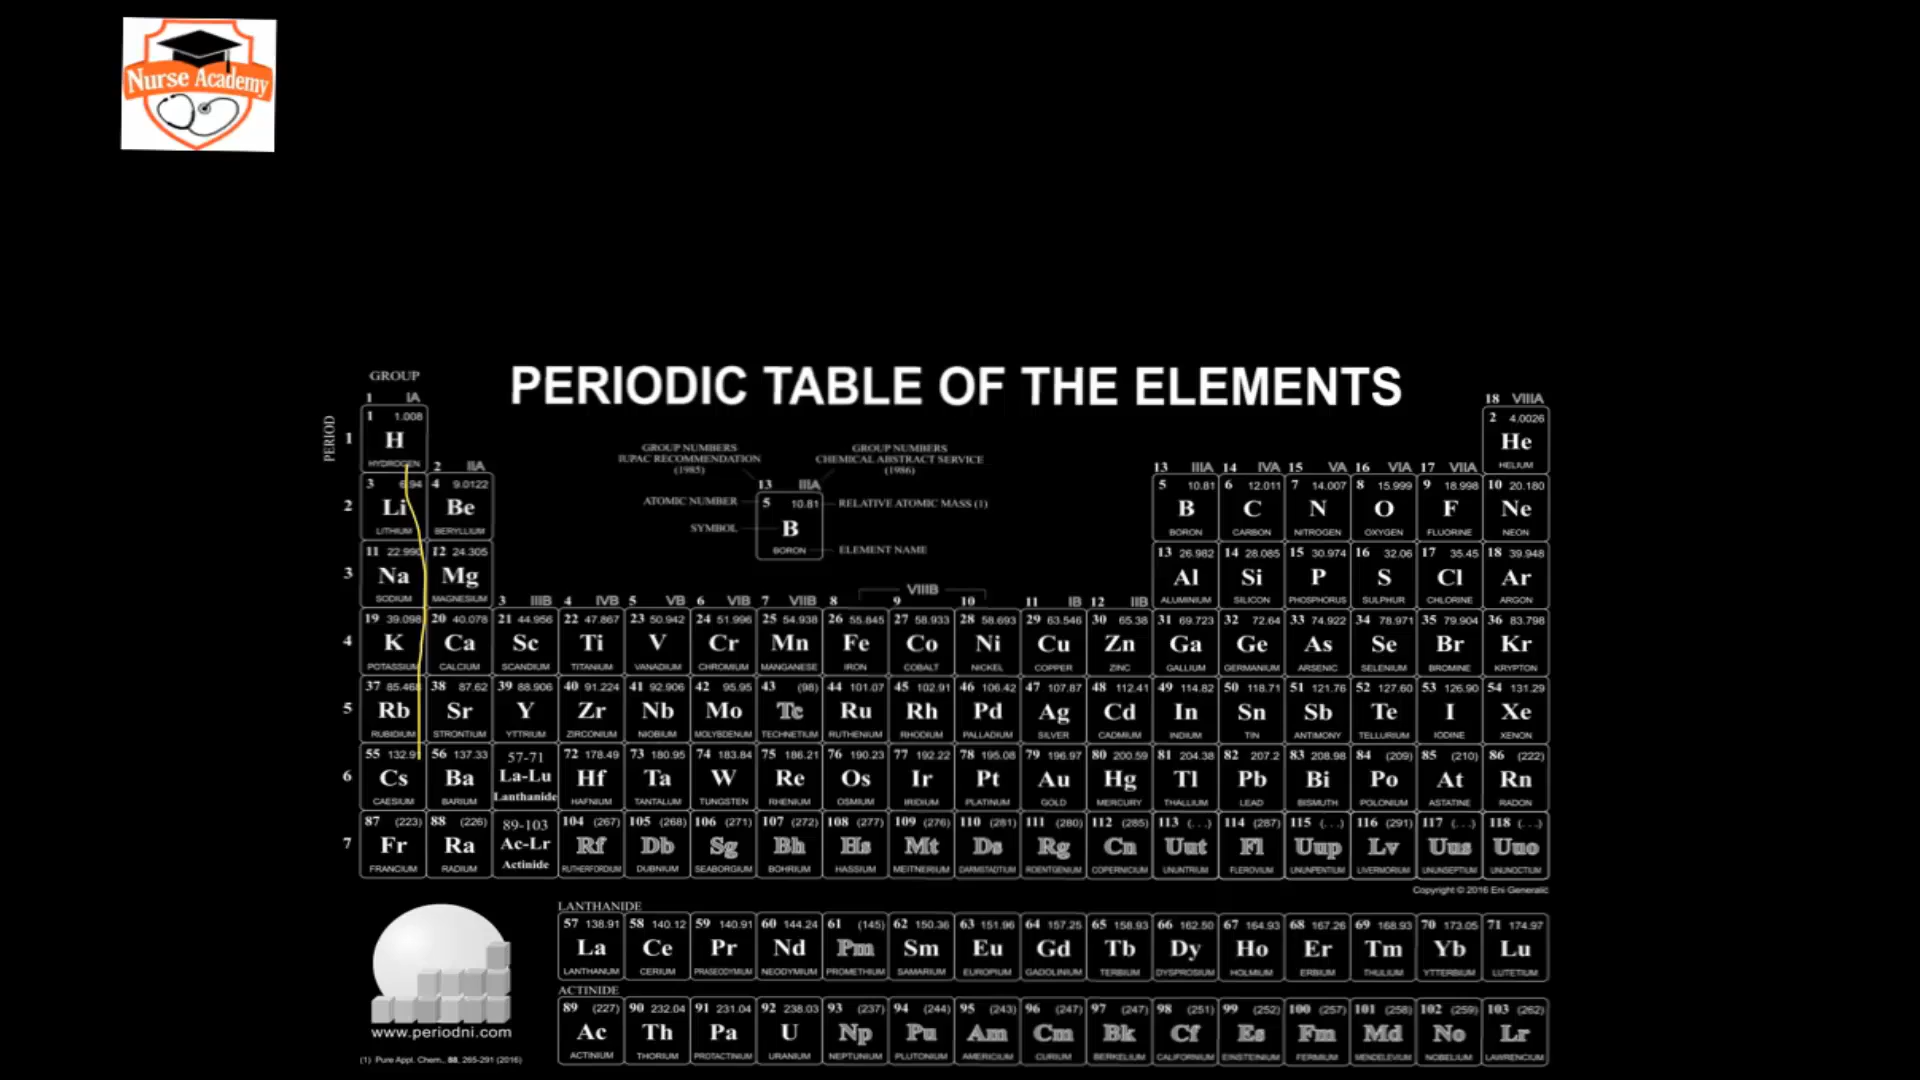 Nurse Academy
PERIODIC TABLE OF THE ELEMENTS
GROUP
1 IA
18 VIIIA
PERIOD
1
1 1.008
H
HYDROGEN
2 4.0026
He
HELIUM
2 IIA
13 IIIA 14 IVA 15 VA 16 VIA 17 VIIA
GROUP NUMBERS
IUPAC RECOMMENDATION
(1985)
GROUP NUMBERS
CHEMICAL ABSTRACT SERVICE
(1986)
13 IIIA
ATOMIC NUMBER
5 10.81
RELATIVE ATOMIC MASS (1)
SYMBOL
B
BORON
ELEMENT NAME
2
3 6.94 4 9.0122 5 10.81 6 12.011 7 14.007 8 15.999 9 18.998 10 20.180
Li Be B C N O F Ne
LITHIUM BERYLLIUM BORON CARBON NITROGEN OXYGEN FLUORINE NEON
3
11 22.990 12 24.305 13 26.982 14 28.085 15 30.974 16 32.06 17 35.45 18 39.948
Na Mg Al Si P S Cl Ar
SODIUM MAGNESIUM ALUMINIUM SILICON PHOSPHORUS SULPHUR CHLORINE ARGON
VIIIB
3 IIIB 4 IVB 5 VB 6 VIB 7 VIIB 8 9 10 11 IB 12 IIB
4
19 39.098 20 40.078 21 44.956 22 47.867 23 50.942 24 51.996 25 54.938 26 55.845 27 58.933 28 58.693 29 63.546 30 65.38 31 69.723 32 72.64 33 74.922 34 78.971 35 79.904 36 83.798
K Ca Sc Ti V Cr Mn Fe Co Ni Cu Zn Ga Ge As Se Br Kr
POTASSIUM CALCIUM SCANDIUM TITANIUM VANADIUM CHROMIUM MANGANESE IRON COBALT NICKEL COPPER ZINC GALLIUM GERMANIUM ARSENIC SELENIUM BROMINE KRYPTON
5
37 85.468 38 87.62 39 88.906 40 91.224 41 92.906 42 95.95 43 (98) 44 101.07 45 102.91 46 106.42 47 107.87 48 112.41 49 114.82 50 118.71 51 121.76 52 127.60 53 126.90 54 131.29
Rb Sr Y Zr Nb Mo Tc Ru Rh Pd Ag Cd In Sn Sb Te I Xe
RUBIDIUM STRONTIUM YTTRIUM ZIRCONIUM NIOBIUM MOLYBDENUM TECHNETIUM RUTHENIUM RHODIUM PALLADIUM SILVER CADMIUM INDIUM TIN ANTIMONY TELLURIUM IODINE XENON
6
55 132.91 56 137.33 57-71 72 178.49 73 180.95 74 183.84 75 186.21 76 190.23 77 192.22 78 195.08 79 196.97 80 200.59 81 204.38 82 207.2 83 208.98 84 (209) 85 (210) 86 (222)
Cs Ba La-Lu Hf Ta W Re Os Ir Pt Au Hg Tl Pb Bi Po At Rn
CAESIUM BARIUM Lanthanide HAFNIUM TANTALUM TUNGSTEN RHENIUM OSMIUM IRIDIUM PLATINUM GOLD MERCURY THALLIUM LEAD BISMUTH POLONIUM ASTATINE RADON
7
87 (223) 88 (226) 89-103 104 (267) 105 (268) 106 (271) 107 (272) 108 (277) 109 (276) 110 (281) 111 (280) 112 (285) 113 (...) 114 (287) 115 (...) 116 (291) 117 (...) 118 (...)
Fr Ra Ac-Lr Rf Db Sg Bh Hs Mt Ds Rg Cn Uut Fl Uup Lv Uus Uuo
FRANCIUM RADIUM Actinide RUTHERFORDIUM DUBNIUM SEABORGIUM BOHRIUM HASSIUM MEITNERIUM DARMSTADTIUM ROENTGENIUM COPERNICIUM UNUNTRIUM FLEROVIUM UNUNPENTIUM LIVERMORIUM UNUNSEPTIUM UNUNOCTIUM
Copyright © 2016 Eni Generalić
LANTHANIDE
57 138.91 58 140.12 59 140.91 60 144.24 61 (145) 62 150.36 63 151.96 64 157.25 65 158.93 66 162.50 67 164.93 68 167.26 69 168.93 70 173.05 71 174.97
La Ce Pr Nd Pm Sm Eu Gd Tb Dy Ho Er Tm Yb Lu
LANTHANUM CERIUM PRASEODYMIUM NEODYMIUM PROMETHIUM SAMARIUM EUROPIUM GADOLINIUM TERBIUM DYSPROSIUM HOLMIUM ERBIUM THULIUM YTTERBIUM LUTETIUM
ACTINIDE
89 (227) 90 232.04 91 231.04 92 238.03 93 (237) 94 (244) 95 (243) 96 (247) 97 (247) 98 (251) 99 (252) 100 (257) 101 (258) 102 (259) 103 (262)
Ac Th Pa U Np Pu Am Cm Bk Cf Es Fm Md No Lr
ACTINIUM THORIUM PROTACTINIUM URANIUM NEPTUNIUM PLUTONIUM AMERICIUM CURIUM BERKELIUM CALIFORNIUM EINSTEINIUM FERMIUM MENDELEVIUM NOBELIUM LAWRENCIUM
www.periodni.com
(1) Pure Appl. Chem., 88, 265-291 (2016)